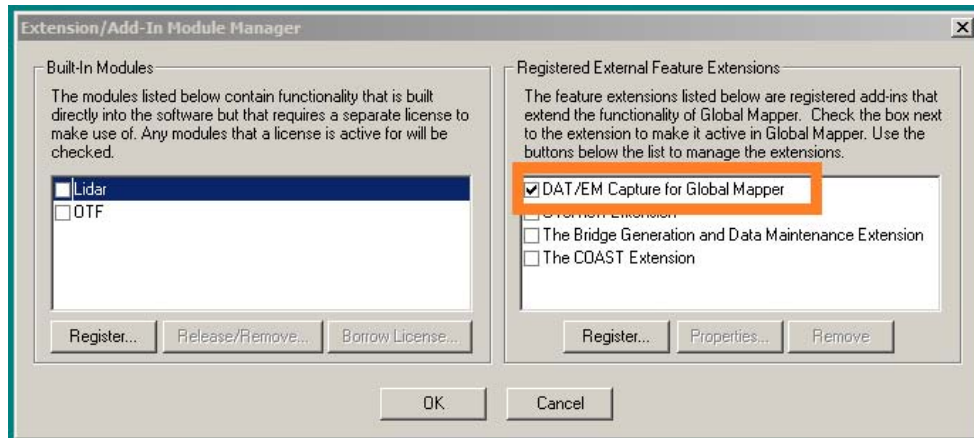 Extension/Add-In Module Manager
Built-In Modules
The modules listed below contain functionality that is built
directly into the software but that requires a separate license to
make use of. Any modules that a license is active for will be
checked.
Lidar
OTF
Register...
Release/Remove...
Borrow License...
Registered External Feature Extensions
The feature extensions listed below are registered add-ins that
extend the functionality of Global Mapper. Check the box next
to the extension to make it active in Global Mapper. Use the
buttons below the list to manage the extensions.
DAT/EM Capture for Global Mapper
Extension
The Bridge Generation and Data Maintenance Extension
The COAST Extension
Register...
Properties...
Remove
OK
Cancel